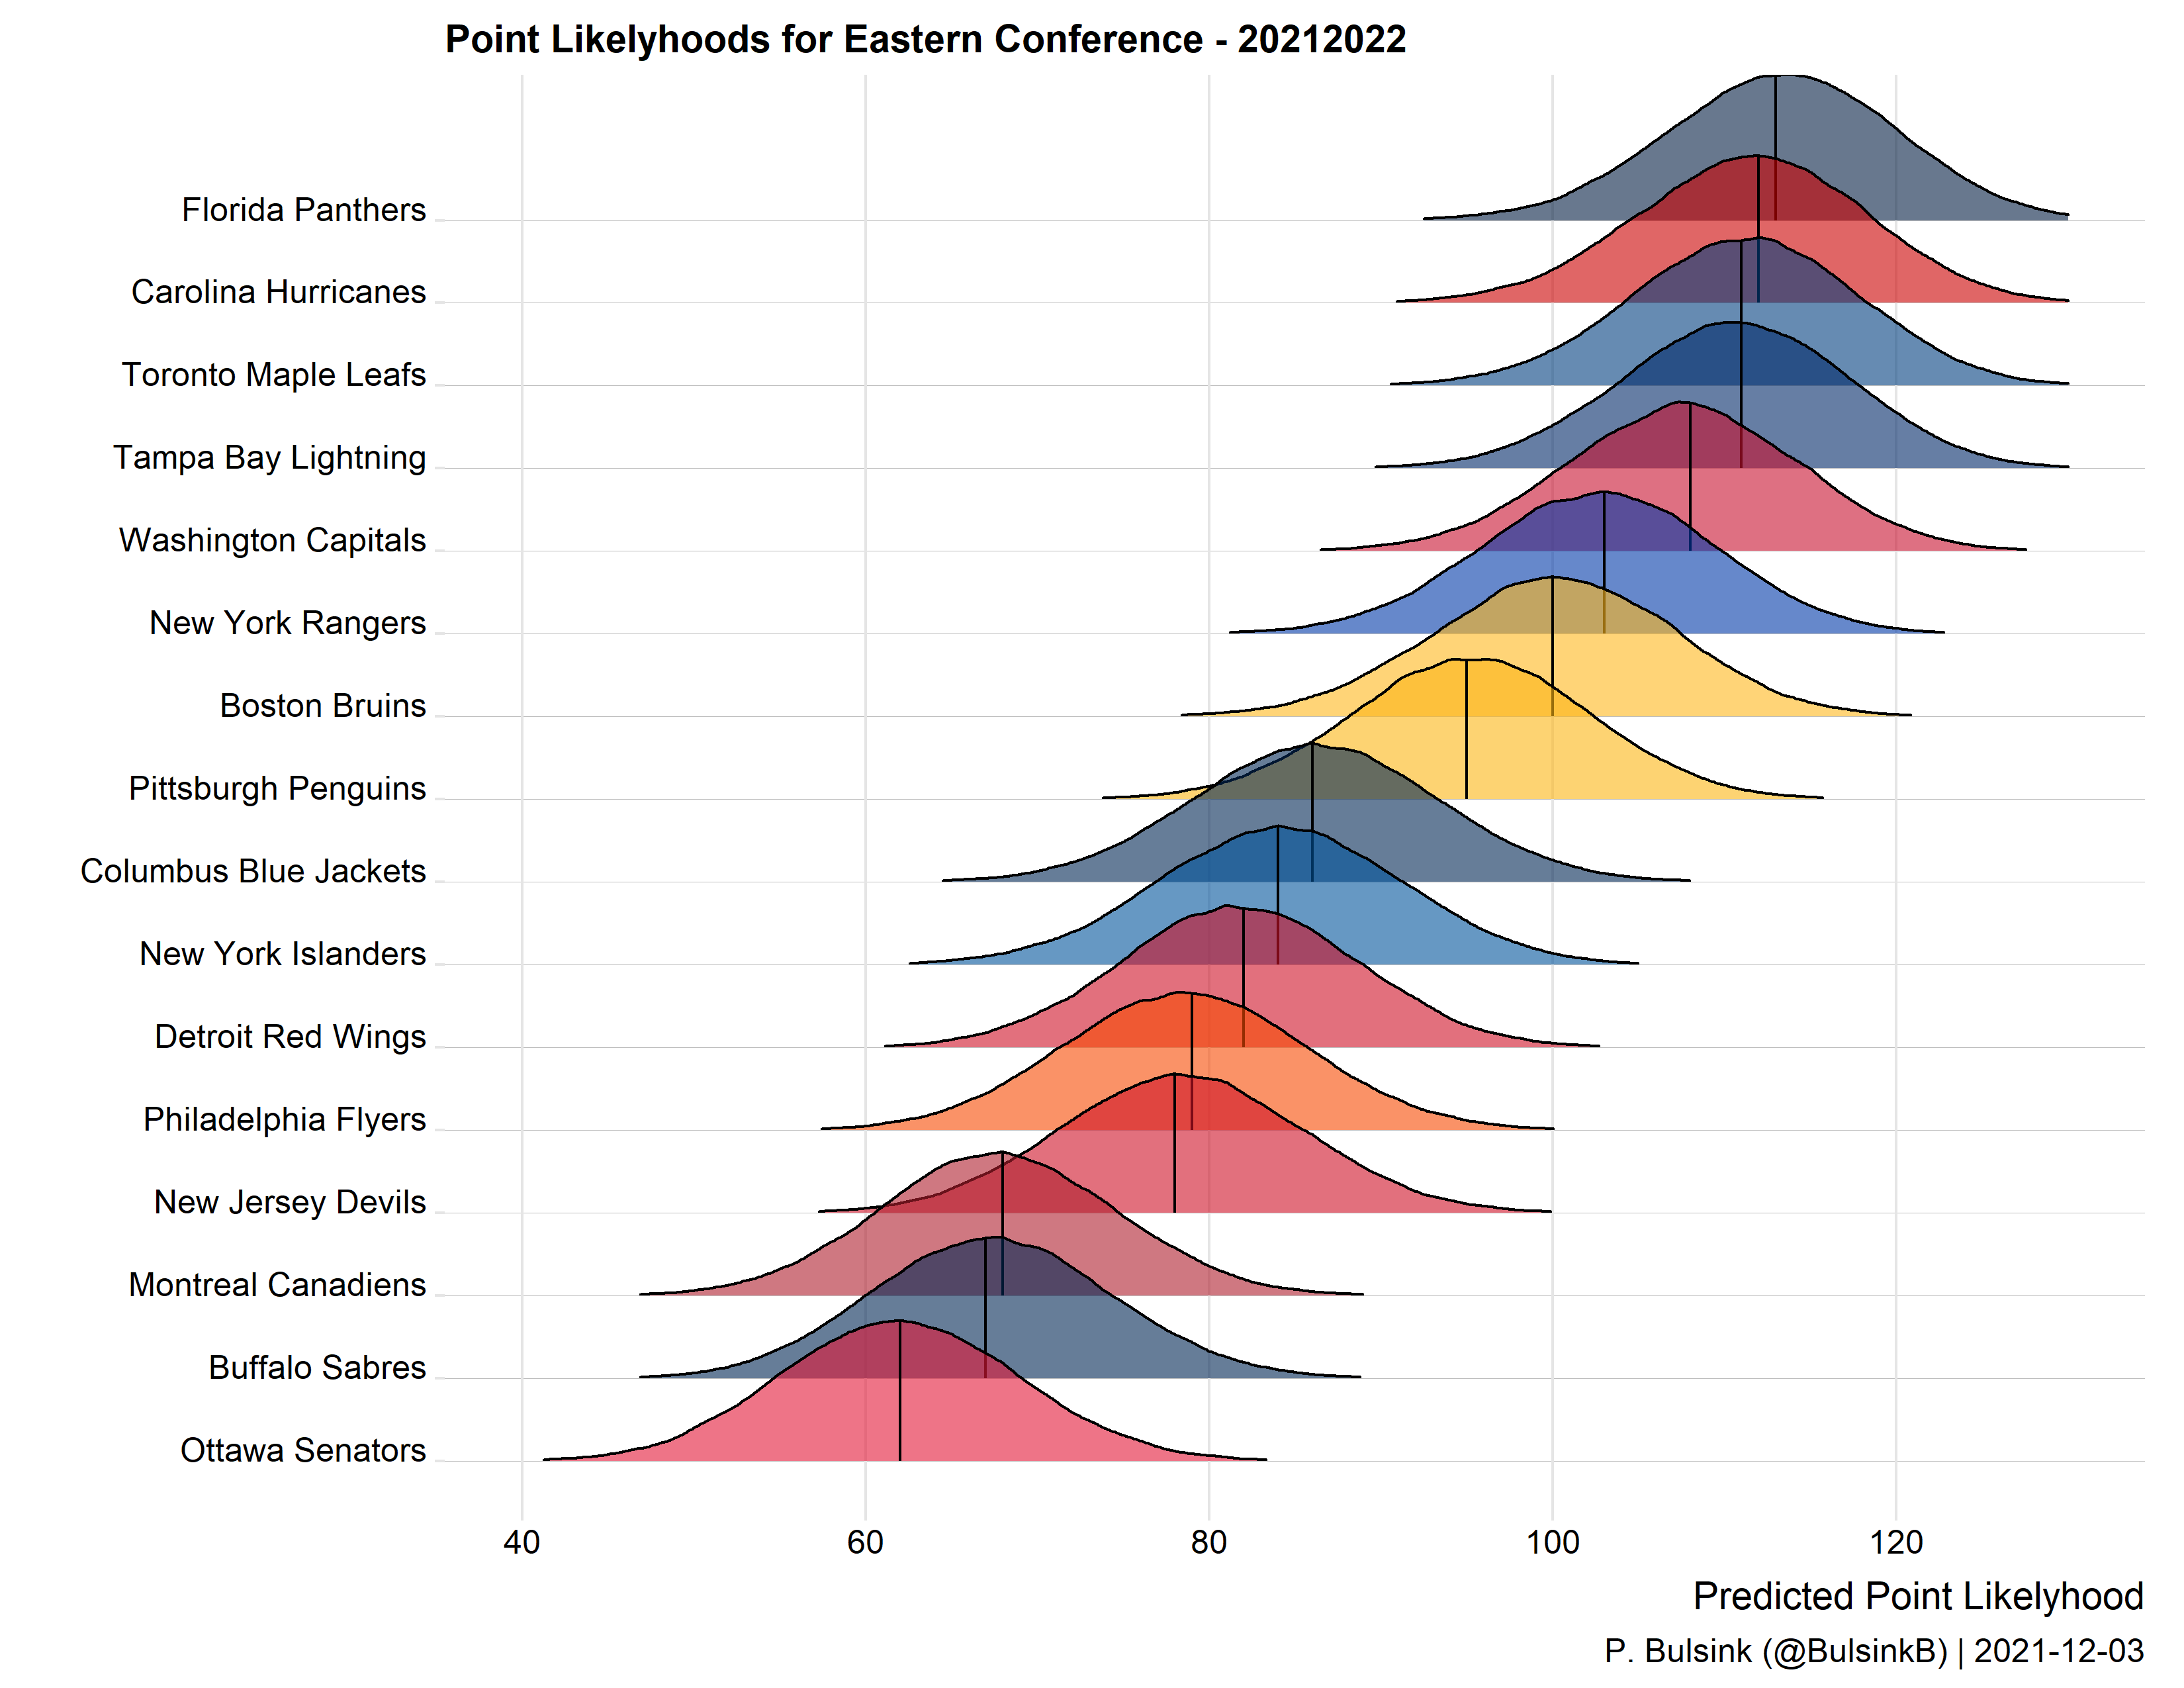 Point Likelyhoods for Eastern Conference - 20212022
Florida Panthers
Carolina Hurricanes
Toronto Maple Leafs
Tampa Bay Lightning
Washington Capitals
New York Rangers
Boston Bruins
Pittsburgh Penguins
Columbus Blue Jackets
New York Islanders
Detroit Red Wings
Philadelphia Flyers
New Jersey Devils
Montreal Canadiens
Buffalo Sabres
Ottawa Senators
40 60 80 100 120
Predicted Point Likelyhood
P. Bulsink (@BulsinkB) | 2021-12-03